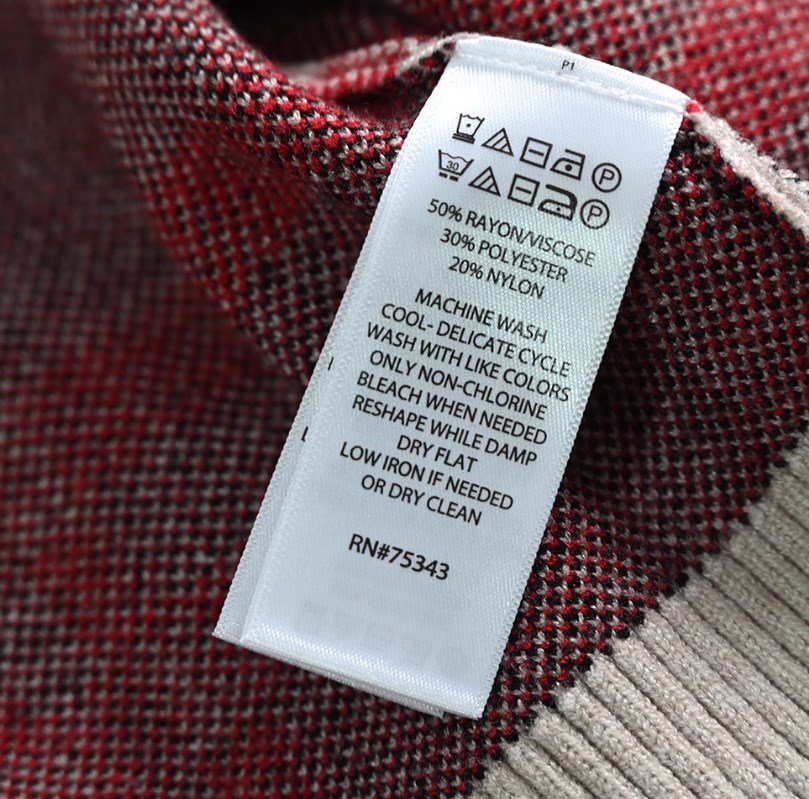 P1
P
30 P
50% RAYON/VISCOSE
30% POLYESTER
20% NYLON
MACHINE WASH
COOL- DELICATE CYCLE
WASH WITH LIKE COLORS
ONLY NON-CHLORINE
BLEACH WHEN NEEDED
RESHAPE WHILE DAMP
DRY FLAT
LOW IRON IF NEEDED
OR DRY CLEAN
RN#75343